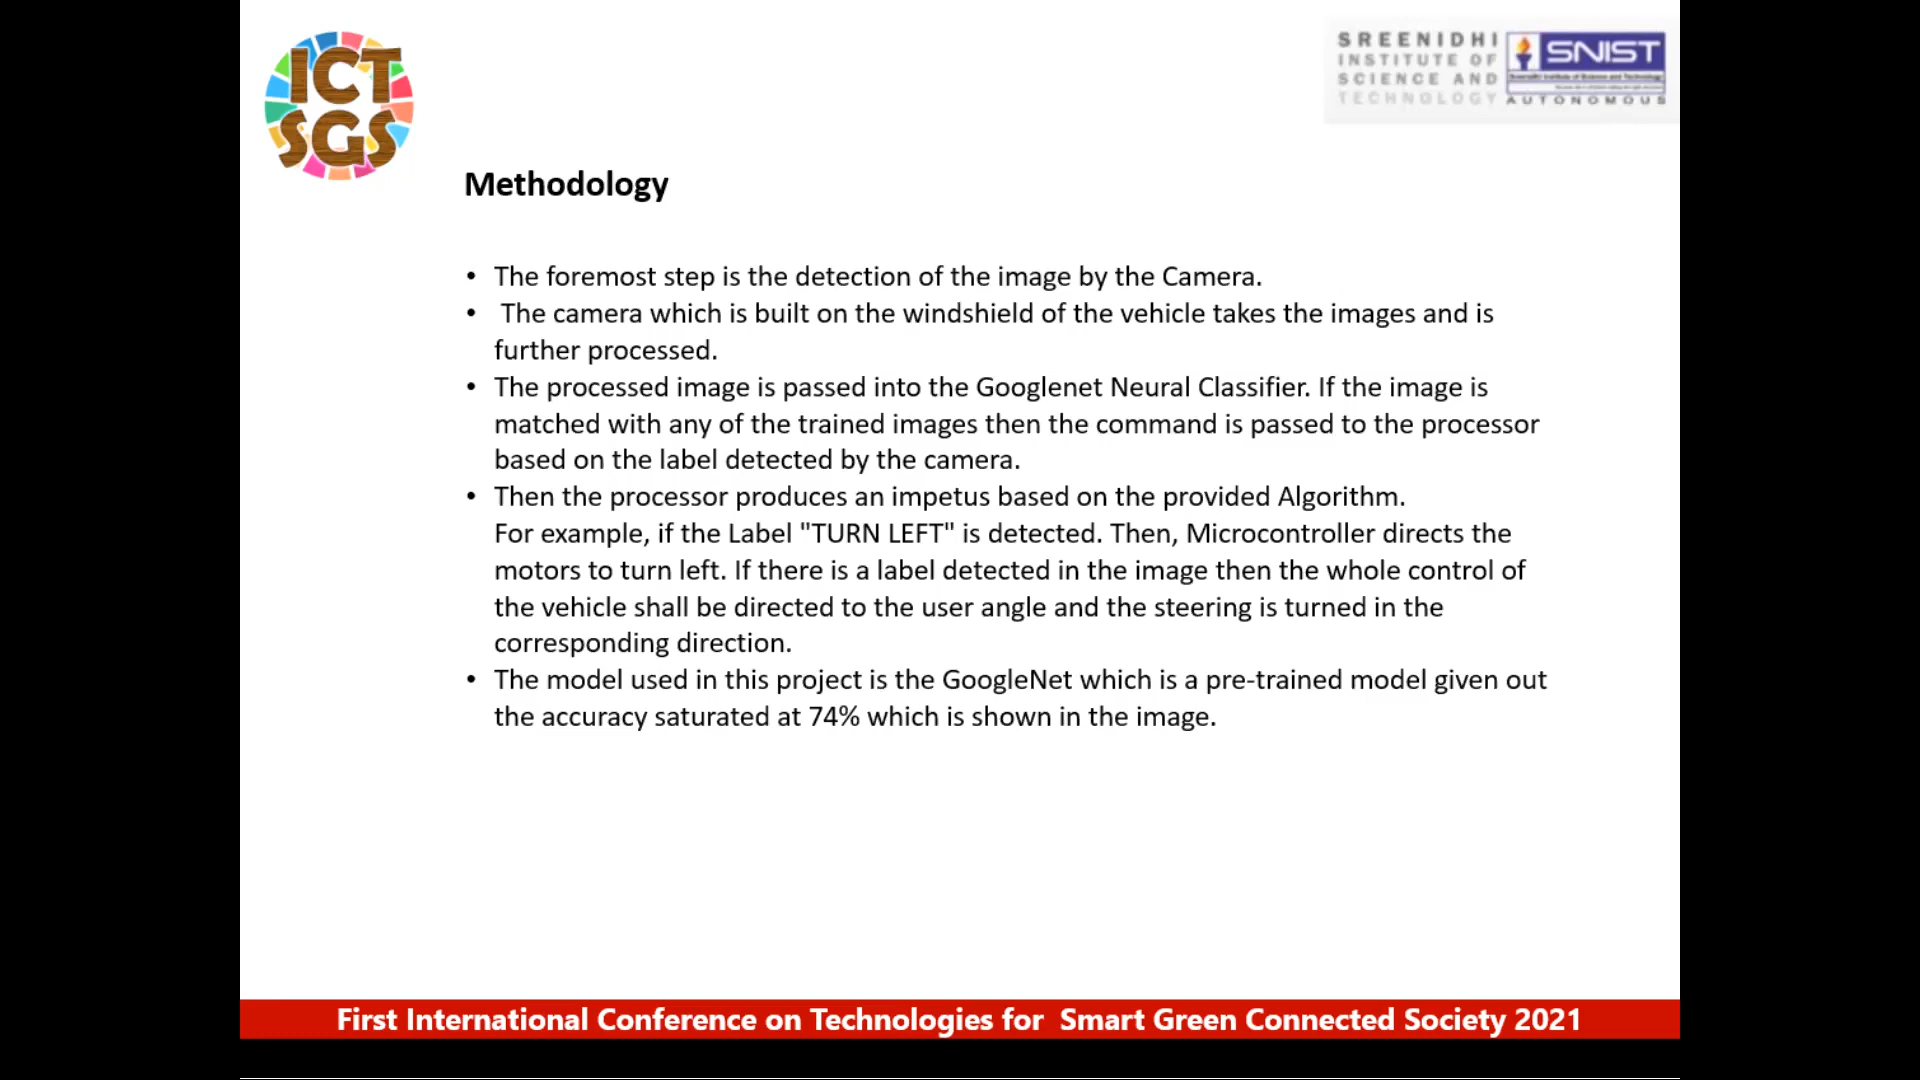 ICT
SGS
SREENIDHI
INSTITUTE OF
SCIENCE AND
TECHNOLOGY
SNIST
Sreenidhi Institute of Science and Technology
AUTONOMOUS
Methodology
• The foremost step is the detection of the image by the Camera.
• The camera which is built on the windshield of the vehicle takes the images and is
further processed.
• The processed image is passed into the Googlenet Neural Classifier. If the image is
matched with any of the trained images then the command is passed to the processor
based on the label detected by the camera.
• Then the processor produces an impetus based on the provided Algorithm.
For example, if the Label "TURN LEFT" is detected. Then, Microcontroller directs the
motors to turn left. If there is a label detected in the image then the whole control of
the vehicle shall be directed to the user angle and the steering is turned in the
corresponding direction.
• The model used in this project is the GoogleNet which is a pre-trained model given out
the accuracy saturated at 74% which is shown in the image.
First International Conference on Technologies for Smart Green Connected Society 2021